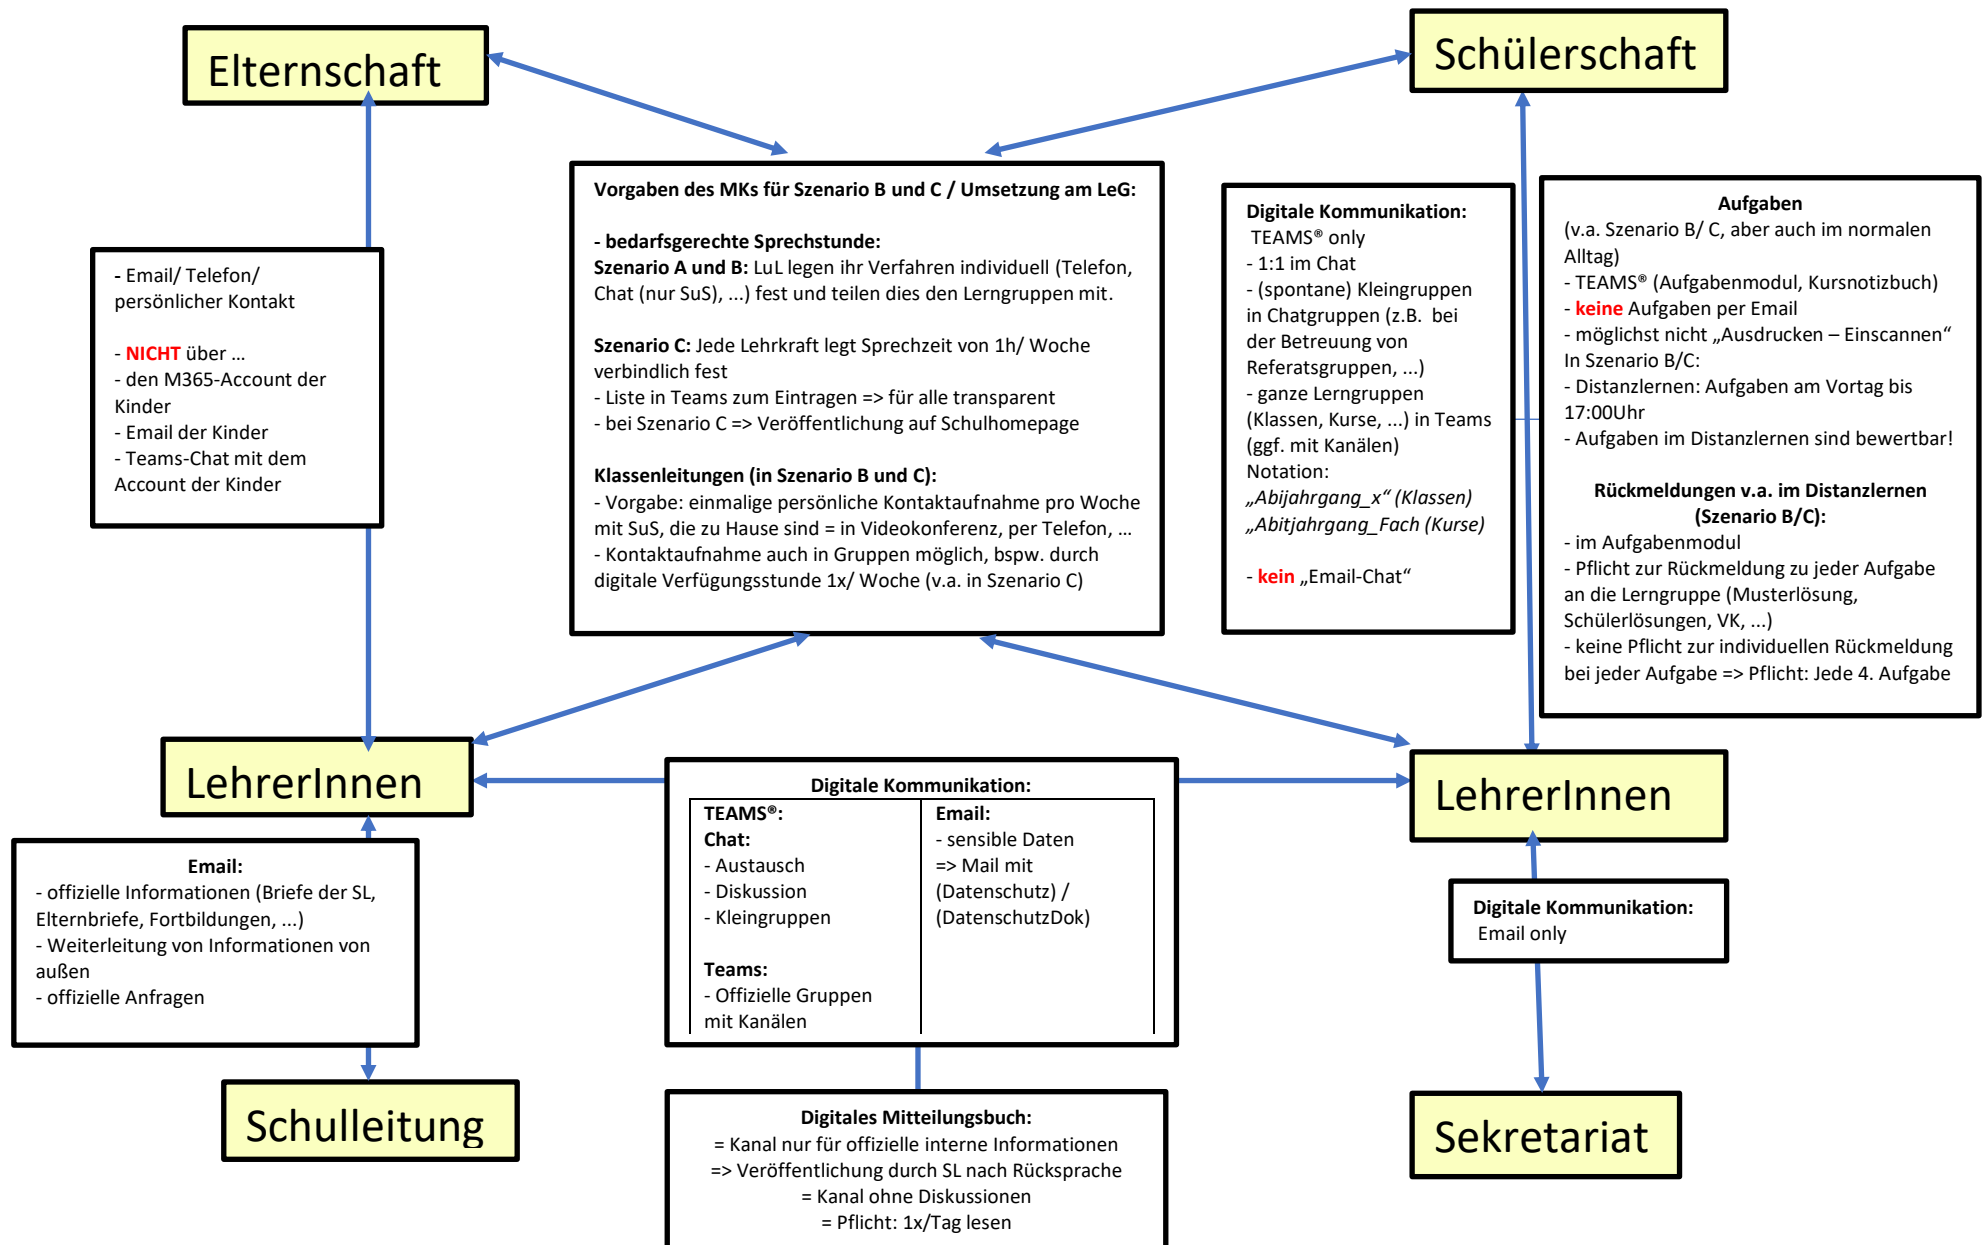 Elternschaft
Schülerschaft
Vorgaben des MKs für Szenario B und C / Umsetzung am LeG:
- bedarfsgerechte Sprechstunde:
Szenario A und B: LuL legen ihr Verfahren individuell (Telefon,
Chat (nur SuS), ...) fest und teilen dies den Lerngruppen mit.
Szenario C: Jede Lehrkraft legt Sprechzeit von 1h/ Woche
verbindlich fest
- Liste in Teams zum Eintragen => für alle transparent
- bei Szenario C => Veröffentlichung auf Schulhomepage
Klassenleitungen (in Szenario B und C):
- Vorgabe: einmalige persönliche Kontaktaufnahme pro Woche
mit SuS, die zu Hause sind = in Videokonferenz, per Telefon, …
- Kontaktaufnahme auch in Gruppen möglich, bspw. durch
digitale Verfügungsstunde 1x/ Woche (v.a. in Szenario C)
- Email/ Telefon/
persönlicher Kontakt
- NICHT über …
- den M365-Account der
Kinder
- Email der Kinder
- Teams-Chat mit dem
Account der Kinder
Digitale Kommunikation:
TEAMS® only
- 1:1 im Chat
- (spontane) Kleingruppen
in Chatgruppen (z.B. bei
der Betreuung von
Referatsgruppen, ...)
- ganze Lerngruppen
(Klassen, Kurse, ...) in Teams
(ggf. mit Kanälen)
Notation:
„Abijahrgang_x“ (Klassen)
„Abitjahrgang_Fach (Kurse)
- kein „Email-Chat“
Aufgaben
(v.a. Szenario B/ C, aber auch im normalen
Alltag)
- TEAMS® (Aufgabenmodul, Kursnotizbuch)
- keine Aufgaben per Email
- möglichst nicht „Ausdrucken – Einscannen“
In Szenario B/C:
- Distanzlernen: Aufgaben am Vortag bis
17:00Uhr
- Aufgaben im Distanzlernen sind bewertbar!
Rückmeldungen v.a. im Distanzlernen
(Szenario B/C):
- im Aufgabenmodul
- Pflicht zur Rückmeldung zu jeder Aufgabe
an die Lerngruppe (Musterlösung,
Schülerlösungen, VK, ...)
- keine Pflicht zur individuellen Rückmeldung
bei jeder Aufgabe => Pflicht: Jede 4. Aufgabe
LehrerInnen
LehrerInnen
Digitale Kommunikation:
TEAMS®:
Chat:
- Austausch
- Diskussion
- Kleingruppen
Teams:
- Offizielle Gruppen
mit Kanälen
Email:
- sensible Daten
=> Mail mit
(Datenschutz) /
(DatenschutzDok)
Email:
- offizielle Informationen (Briefe der SL,
Elternbriefe, Fortbildungen, ...)
- Weiterleitung von Informationen von
außen
- offizielle Anfragen
Digitale Kommunikation:
Email only
Schulleitung
Digitales Mitteilungsbuch:
= Kanal nur für offizielle interne Informationen
=> Veröffentlichung durch SL nach Rücksprache
= Kanal ohne Diskussionen
= Pflicht: 1x/Tag lesen
Sekretariat